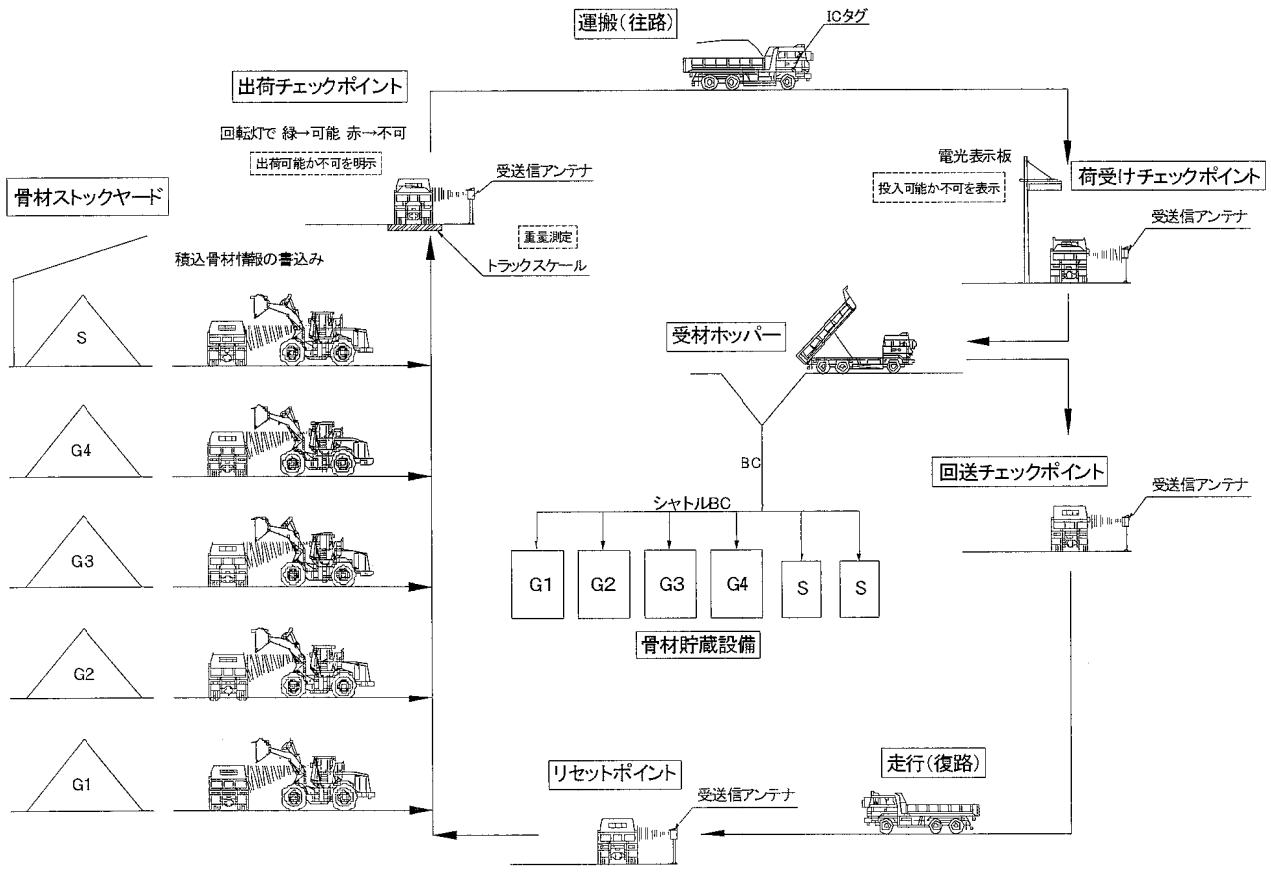 運搬(往路)
ICタグ
出荷チェックポイント
回転灯で 緑→可能 赤→不可
出荷可能か不可を明示
受送信アンテナ
電光表示板
投入可能か不可を表示
荷受けチェックポイント
受送信アンテナ
骨材ストックヤード
重量測定
トラックスケール
積込骨材情報の書込み
S
受材ホッパー
G4
BC
回送チェックポイント
受送信アンテナ
シャトルBC
G3
G1
G2
G3
G4
S
S
骨材貯蔵設備
G2
G1
リセットポイント
受送信アンテナ
走行(復路)